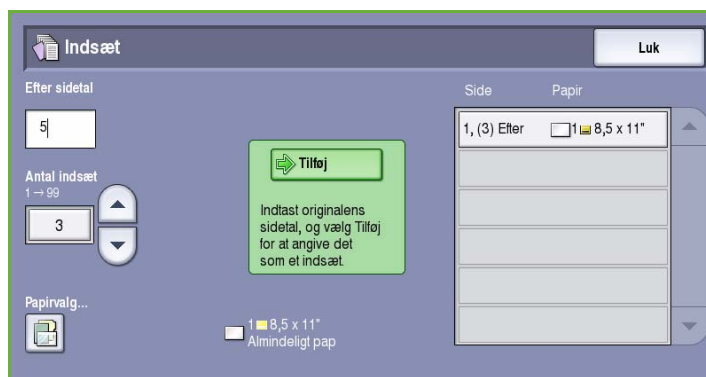 Indsæt
Luk
Efter sidetal
5
Antal indsæt
1→99
3
Papirvalg...
Tilføj
Indtast originalens
sidetal, og vælg Tilføj
for at angive det
som et indsæt.
1 8,5 x 11"
Almindeligt pap
Side Papir
1, (3) Efter 1 8,5 x 11"